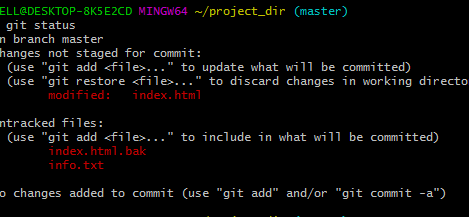 ELL@DESKTOP-8K5E2CD MINGW64 ~/project_dir (master)
git status
n branch master
hanges not staged for commit:
(use "git add <file>..." to update what will be committed)
(use "git restore <file>..." to discard changes in working directo
modified: index.html
ntracked files:
(use "git add <file>..." to include in what will be committed)
index.html.bak
info.txt
o changes added to commit (use "git add" and/or "git commit -a")